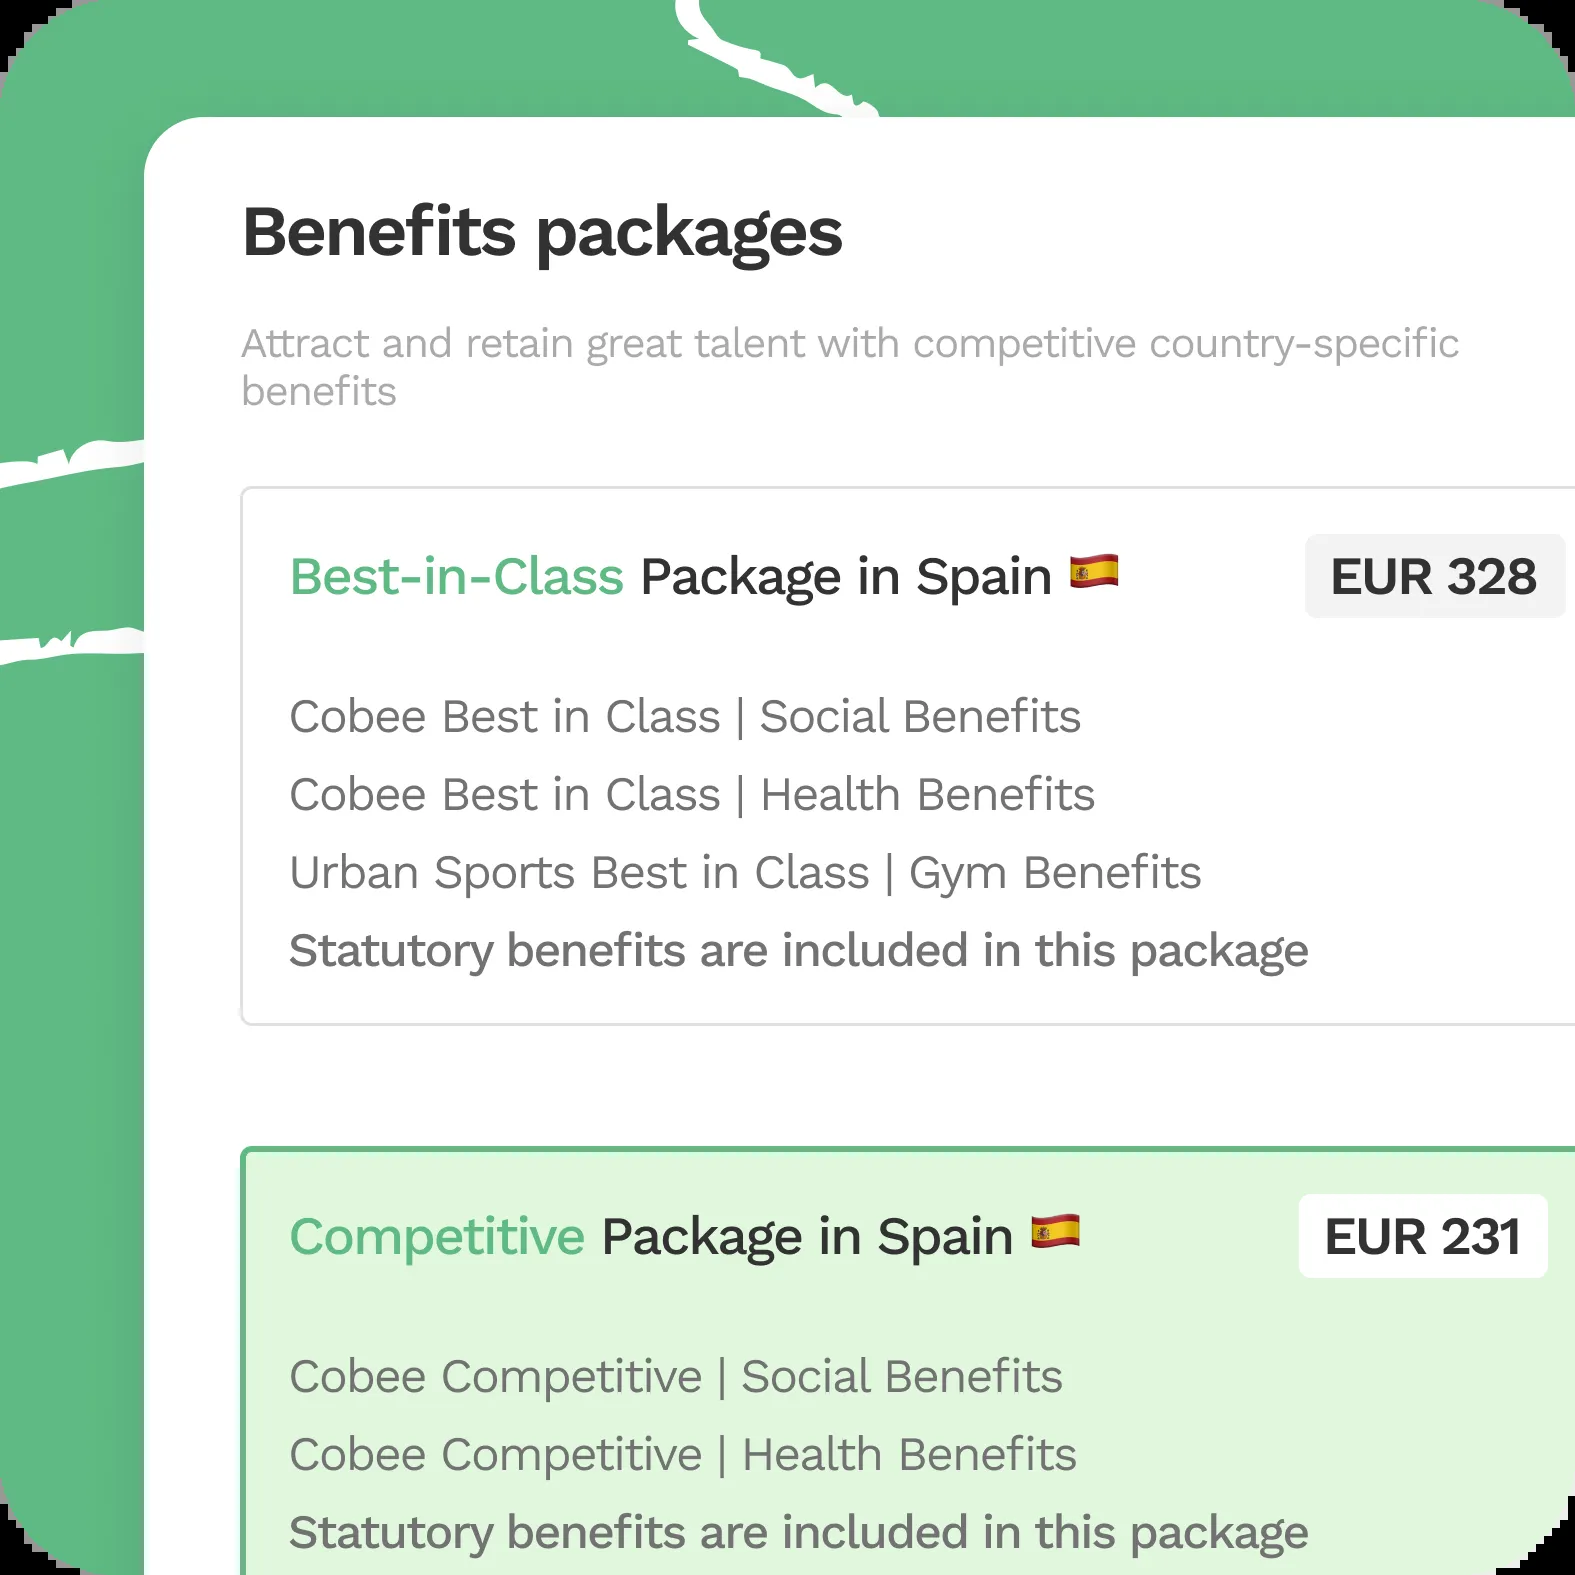 Benefits packages
Attract and retain great talent with competitive country-specific
benefits
Best-in-Class Package in Spain 🇪🇸
EUR 328
Cobee Best in Class | Social Benefits
Cobee Best in Class | Health Benefits
Urban Sports Best in Class | Gym Benefits
Statutory benefits are included in this package
Competitive Package in Spain 🇪🇸
EUR 231
Cobee Competitive | Social Benefits
Cobee Competitive | Health Benefits
Statutory benefits are included in this package